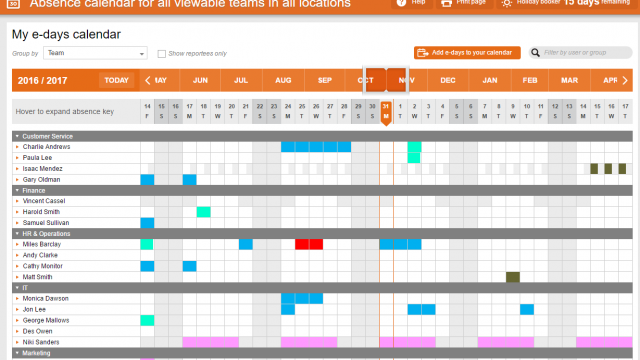 Absence calendar for all viewable teams in all locations
Help
Print page
Holiday booker 15 days remaining
My e-days calendar
Group by Team
Show reportees only
Add e-days to your calendar
Filter by user or group
2016 / 2017 TODAY MAY JUN JUL AUG SEP OCT NOV DEC JAN FEB MAR APR
Hover to expand absence key
14 15 16 17 18 19 20 21 22 23 24 25 26 27 28 29 30 31 1 2 3 4 5 6 7 8 9 10 11 12 13 14 15 16 17
F S S M T W T F S S M T W T F S S M T W T F S S M T W T F S S M T W T
Customer Service
Charlie Andrews
Paula Lee
Isaac Mendez
Gary Oldman
Finance
Vincent Cassel
Harold Smith
Samuel Sullivan
HR & Operations
Miles Barclay
Andy Clarke
Cathy Monitor
Matt Smith
IT
Monica Dawson
Jon Lee
George Mallows
Des Owen
Niki Sanders
Marketing